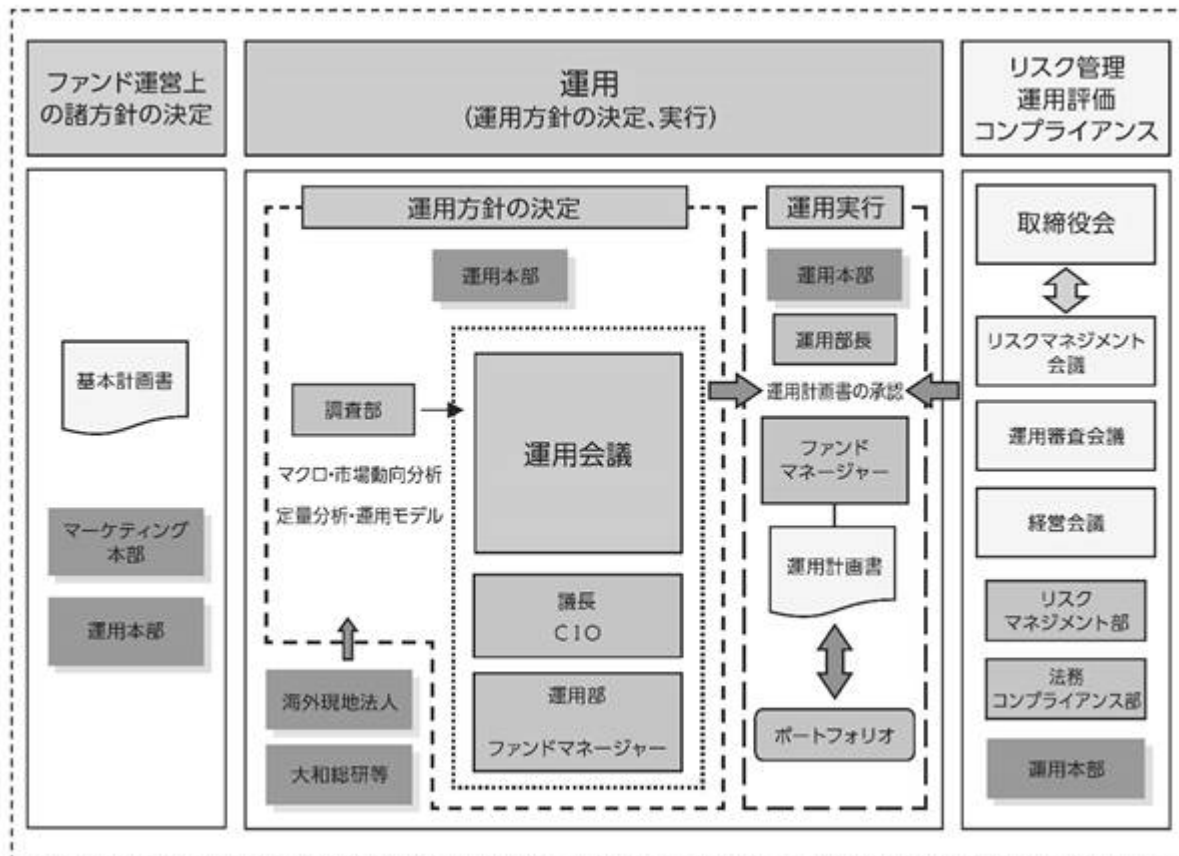 ファンド運営上
の諸方針の決定
運用
(運用方針の決定、実行)
リスク管理
運用評価
コンプライアンス
基本計画書
マーケティング
本部
運用本部
運用方針の決定
運用本部
調査部
マクロ・市場動向分析
定量分析・運用モデル
運用会議
議長
CIO
運用部
ファンドマネージャー
海外現地法人
大和総研等
運用実行
運用本部
運用部長
運用計画書の承認
ファンド
マネージャー
運用計画書
ポートフォリオ
取締役会
リスクマネジメント
会議
運用審査会議
経営会議
リスク
マネジメント部
法務
コンプライアンス部
運用本部